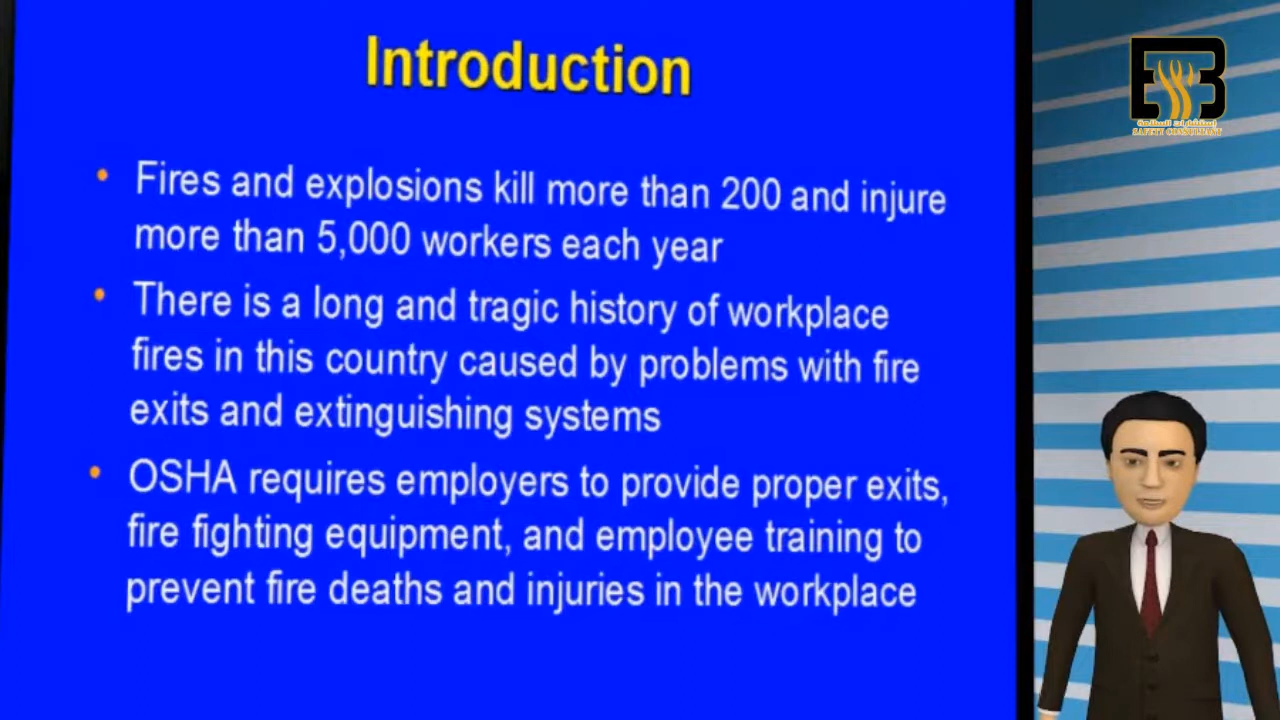 Introduction
• Fires and explosions kill more than 200 and injure
more than 5,000 workers each year
• There is a long and tragic history of workplace
fires in this country caused by problems with fire
exits and extinguishing systems
• OSHA requires employers to provide proper exits,
fire fighting equipment, and employee training to
prevent fire deaths and injuries in the workplace
إستشارات السلامة
SAFETY CONSULTANT